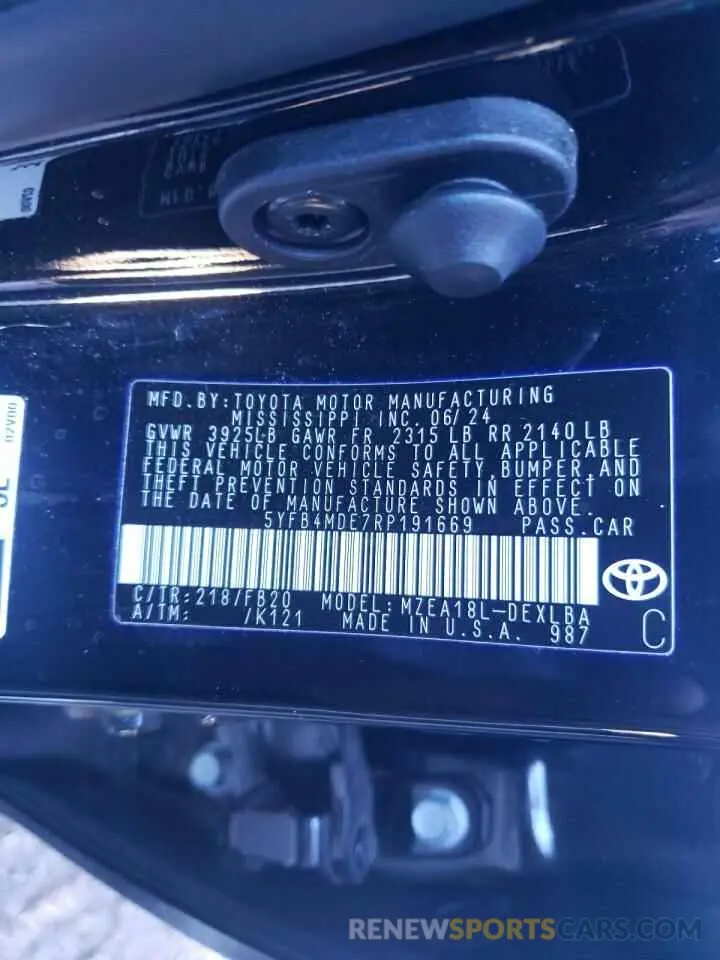 MFD.BY:TOYOTA MOTOR MANUFACTURING
MISSISSIPPI INC. 06/24
GVWR 3925LB GAWR FR 2315 LB RR 2140LB
THIS VEHICLE CONFORMS TO ALL APPLICABLE
FEDERAL MOTOR VEHICLE SAFETY, BUMPER, AND
THEFT PREVENTION STANDARDS IN EFFECT ON
THE DATE OF MANUFACTURE SHOWN ABOVE.
5YFB4MDE7RP191669 PASS.CAR
C/TR:218/FB20 MODEL:MZEA18L-DEXLBA
A/TM: /K121 MADE IN U.S.A. 987
C
02V00
RENEWSPORTSCARS.COM